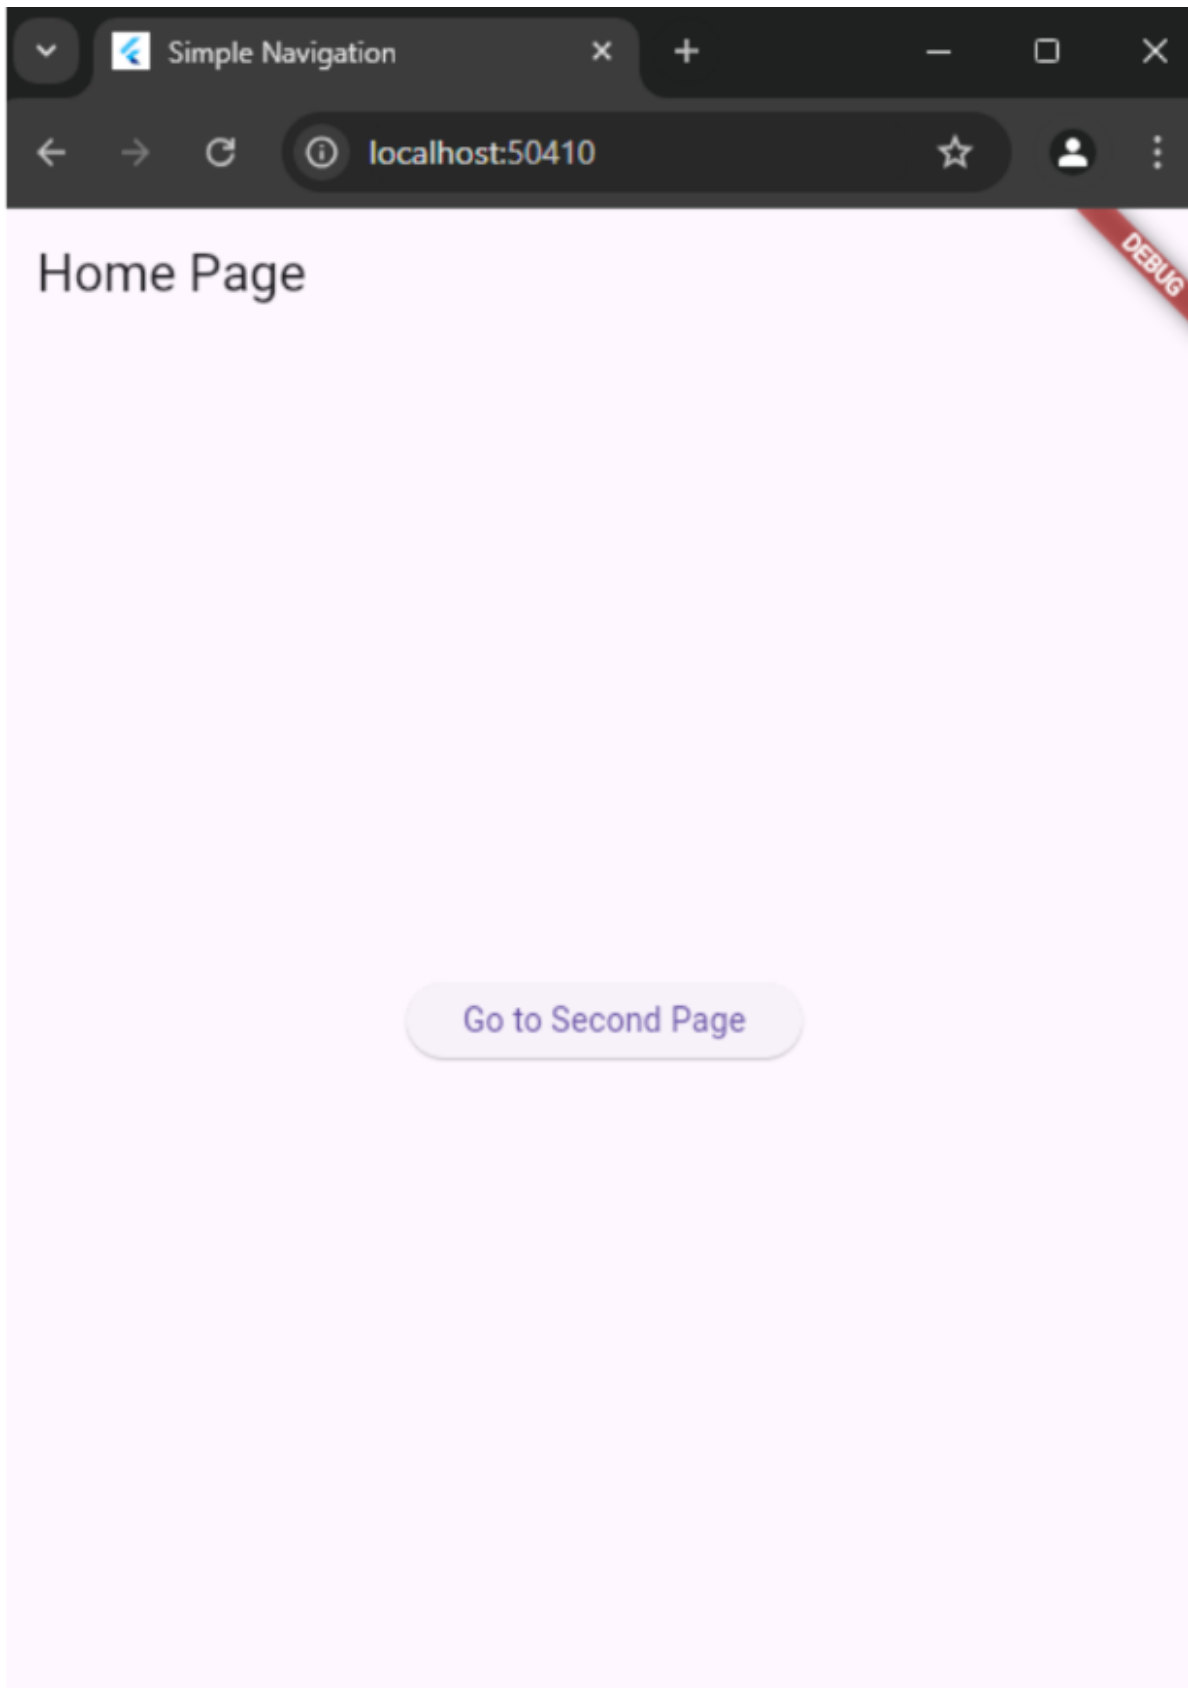 Simple Navigation
localhost:50410
DEBUG
Home Page
Go to Second Page